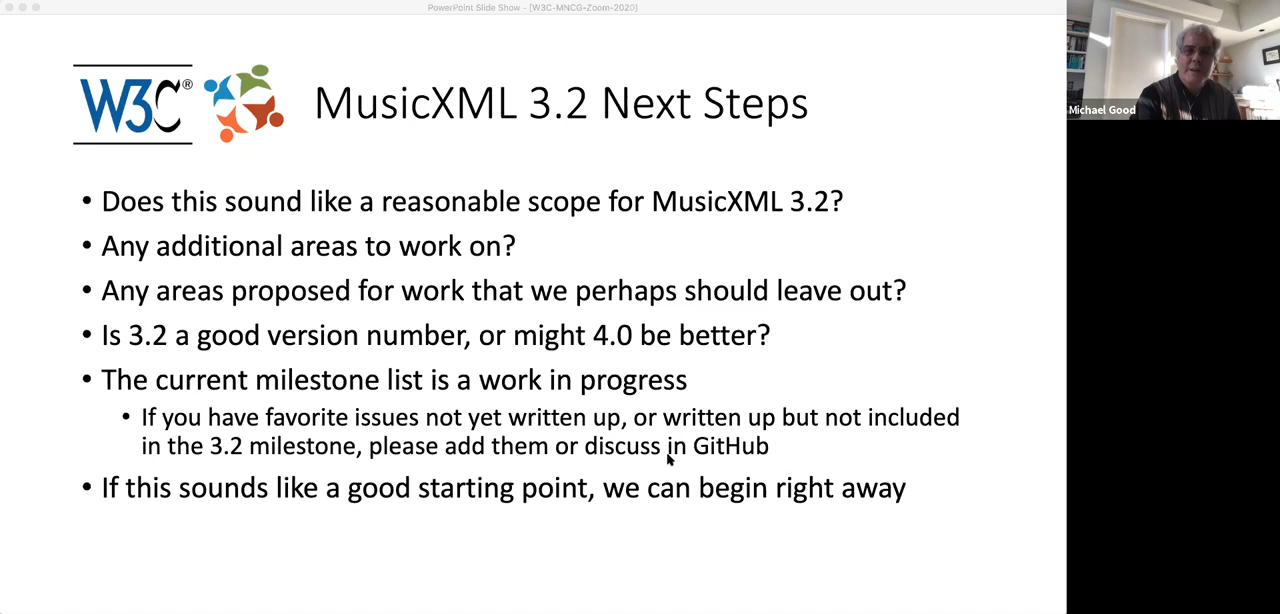 PowerPoint Slide Show - [W3C-MNCG-Zoom-2020]
W3C®
MusicXML 3.2 Next Steps
Michael Good
• Does this sound like a reasonable scope for MusicXML 3.2?
• Any additional areas to work on?
• Any areas proposed for work that we perhaps should leave out?
• Is 3.2 a good version number, or might 4.0 be better?
• The current milestone list is a work in progress
• If you have favorite issues not yet written up, or written up but not included
in the 3.2 milestone, please add them or discuss in GitHub
• If this sounds like a good starting point, we can begin right away